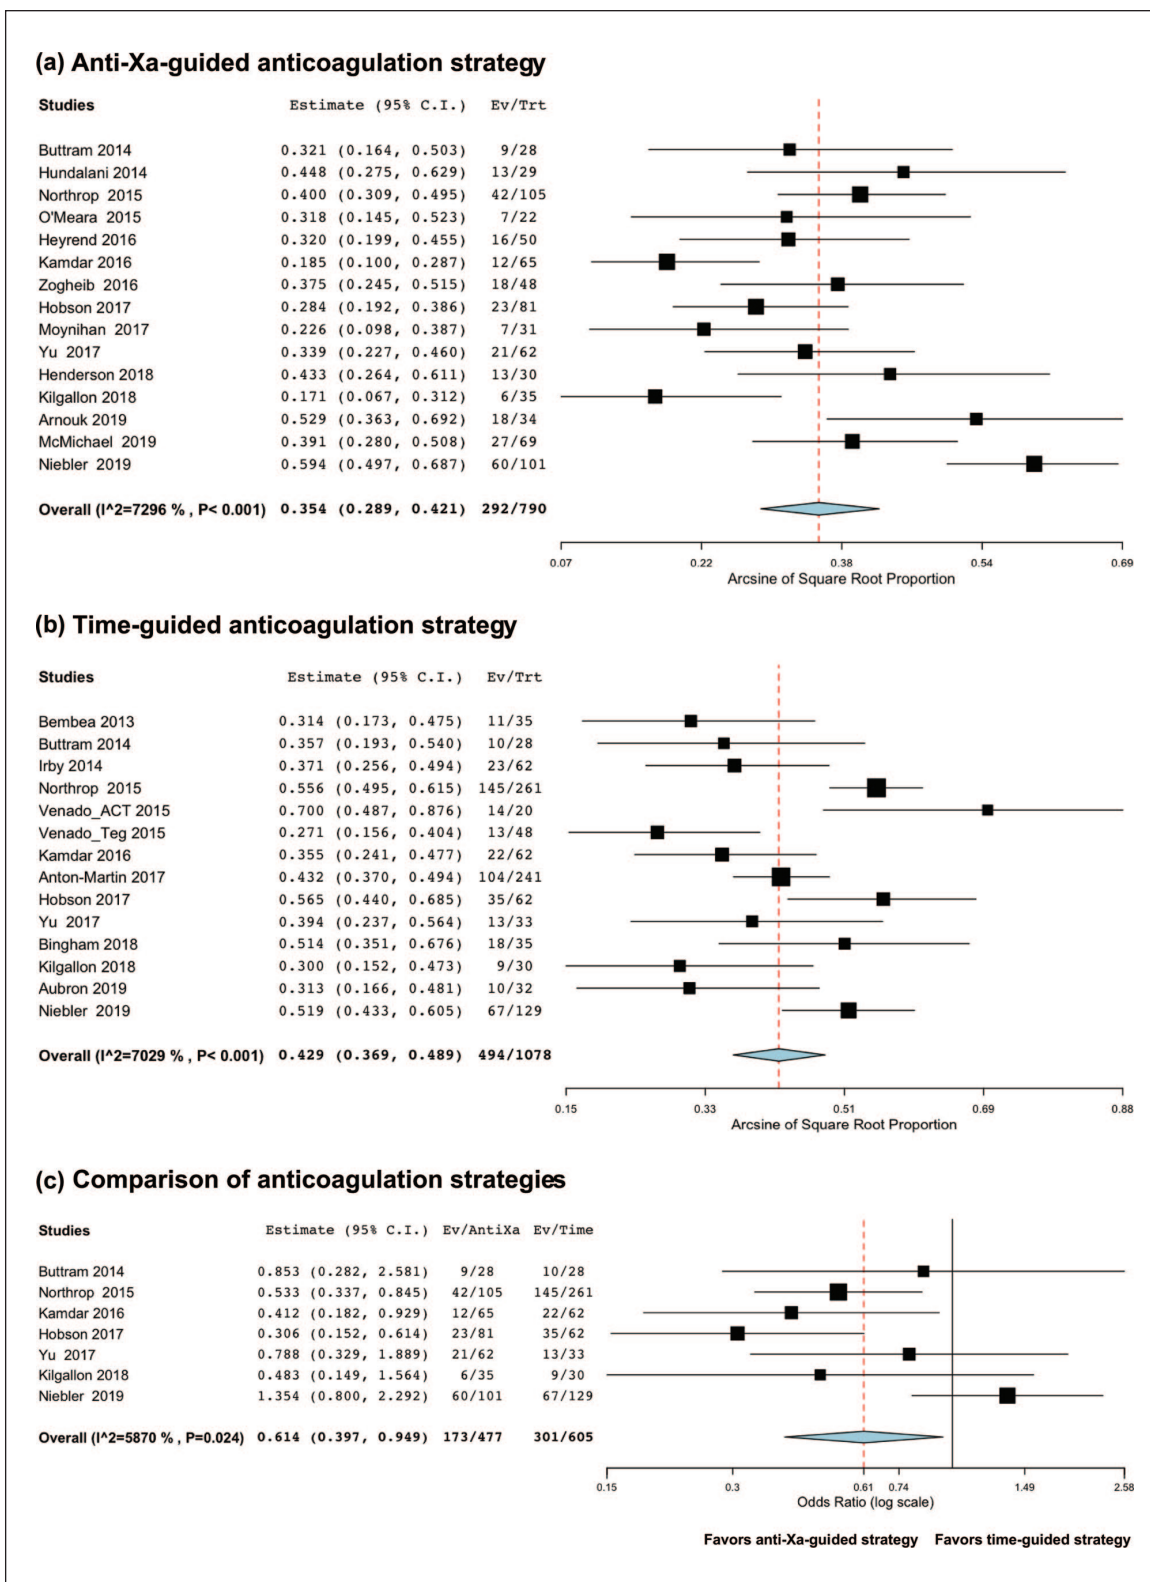 (a) Anti-Xa-guided anticoagulation strategy
Studies Estimate (95% C.I.) Ev/Trt
Buttram 2014 0.321 (0.164, 0.503) 9/28
Hundalani 2014 0.448 (0.275, 0.629) 13/29
Northrop 2015 0.400 (0.309, 0.495) 42/105
O'Meara 2015 0.318 (0.145, 0.523) 7/22
Heyrend 2016 0.320 (0.199, 0.455) 16/50
Kamdar 2016 0.185 (0.100, 0.287) 12/65
Zogheib 2016 0.375 (0.245, 0.515) 18/48
Hobson 2017 0.284 (0.192, 0.386) 23/81
Moynihan 2017 0.226 (0.098, 0.387) 7/31
Yu 2017 0.339 (0.227, 0.460) 21/62
Henderson 2018 0.433 (0.264, 0.611) 13/30
Kilgallon 2018 0.171 (0.067, 0.312) 6/35
Arnouk 2019 0.529 (0.363, 0.692) 18/34
McMichael 2019 0.391 (0.280, 0.508) 27/69
Niebler 2019 0.594 (0.497, 0.687) 60/101
Overall (I^2=7296 % , P< 0.001) 0.354 (0.289, 0.421) 292/790
0.07 0.22 0.38 0.54 0.69
Arcsine of Square Root Proportion
(b) Time-guided anticoagulation strategy
Studies Estimate (95% C.I.) Ev/Trt
Bembea 2013 0.314 (0.173, 0.475) 11/35
Buttram 2014 0.357 (0.193, 0.540) 10/28
Irby 2014 0.371 (0.256, 0.494) 23/62
Northrop 2015 0.556 (0.495, 0.615) 145/261
Venado_ACT 2015 0.700 (0.487, 0.876) 14/20
Venado_Teg 2015 0.271 (0.156, 0.404) 13/48
Kamdar 2016 0.355 (0.241, 0.477) 22/62
Anton-Martin 2017 0.432 (0.370, 0.494) 104/241
Hobson 2017 0.565 (0.440, 0.685) 35/62
Yu 2017 0.394 (0.237, 0.564) 13/33
Bingham 2018 0.514 (0.351, 0.676) 18/35
Kilgallon 2018 0.300 (0.152, 0.473) 9/30
Aubron 2019 0.313 (0.166, 0.481) 10/32
Niebler 2019 0.519 (0.433, 0.605) 67/129
Overall (I^2=7029 % , P< 0.001) 0.429 (0.369, 0.489) 494/1078
0.15 0.33 0.51 0.69 0.88
Arcsine of Square Root Proportion
(c) Comparison of anticoagulation strategies
Studies Estimate (95% C.I.) Ev/AntiXa Ev/Time
Buttram 2014 0.853 (0.282, 2.581) 9/28 10/28
Northrop 2015 0.533 (0.337, 0.845) 42/105 145/261
Kamdar 2016 0.412 (0.182, 0.929) 12/65 22/62
Hobson 2017 0.306 (0.152, 0.614) 23/81 35/62
Yu 2017 0.788 (0.329, 1.889) 21/62 13/33
Kilgallon 2018 0.483 (0.149, 1.564) 6/35 9/30
Niebler 2019 1.354 (0.800, 2.292) 60/101 67/129
Overall (I^2=5870 % , P=0.024) 0.614 (0.397, 0.949) 173/477 301/605
0.15 0.3 0.61 0.74 1.49 2.58
Odds Ratio (log scale)
Favors anti-Xa-guided strategy Favors time-guided strategy